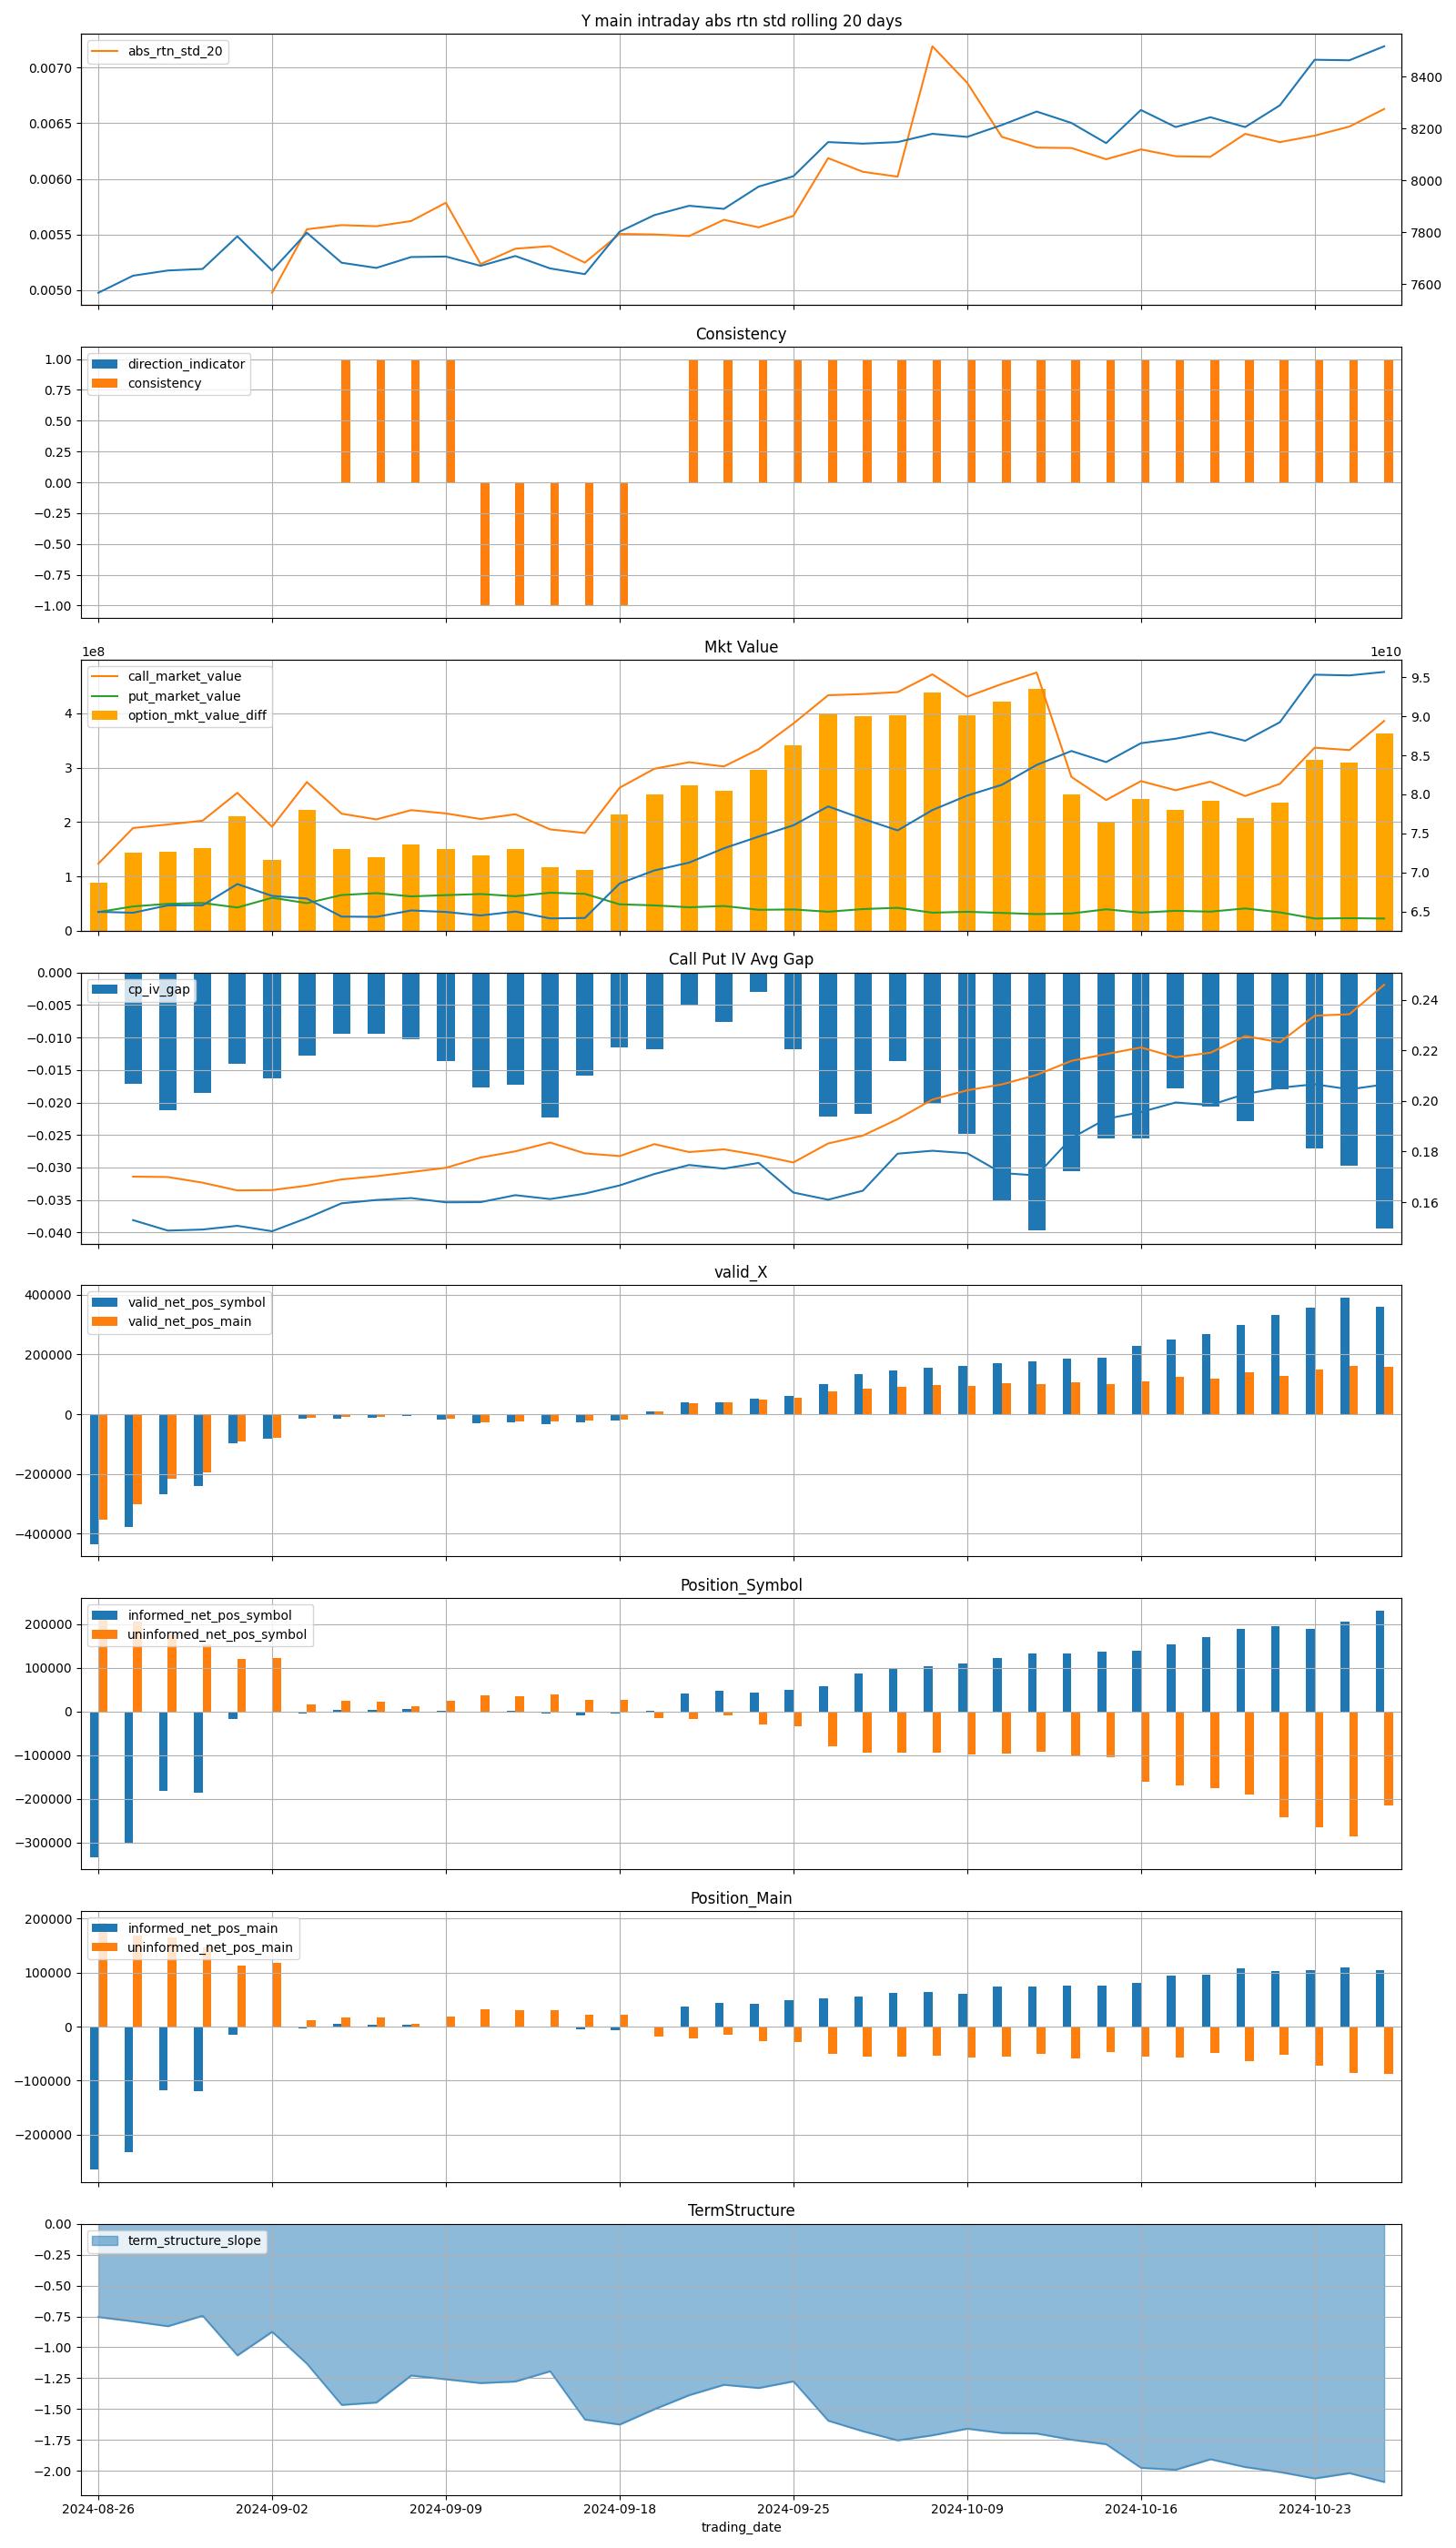 Y main intraday abs rtn std rolling 20 days
abs_rtn_std_20
0.0070
0.0065
0.0060
0.0055
0.0050
8400
8200
8000
7800
7600
Consistency
direction_indicator
consistency
1.00
0.75
0.50
0.25
0.00
−0.25
−0.50
−0.75
−1.00
Mkt Value
1e8
1e10
call_market_value
put_market_value
option_mkt_value_diff
4
3
2
1
0
9.5
9.0
8.5
8.0
7.5
7.0
6.5
Call Put IV Avg Gap
cp_iv_gap
0.000
−0.005
−0.010
−0.015
−0.020
−0.025
−0.030
−0.035
−0.040
0.24
0.22
0.20
0.18
0.16
valid_X
valid_net_pos_symbol
valid_net_pos_main
400000
200000
0
−200000
−400000
Position_Symbol
informed_net_pos_symbol
uninformed_net_pos_symbol
200000
100000
0
−100000
−200000
−300000
Position_Main
informed_net_pos_main
uninformed_net_pos_main
200000
100000
0
−100000
−200000
TermStructure
term_structure_slope
0.00
−0.25
−0.50
−0.75
−1.00
−1.25
−1.50
−1.75
−2.00
2024-08-26 2024-09-02 2024-09-09 2024-09-18 2024-09-25 2024-10-09 2024-10-16 2024-10-23
trading_date